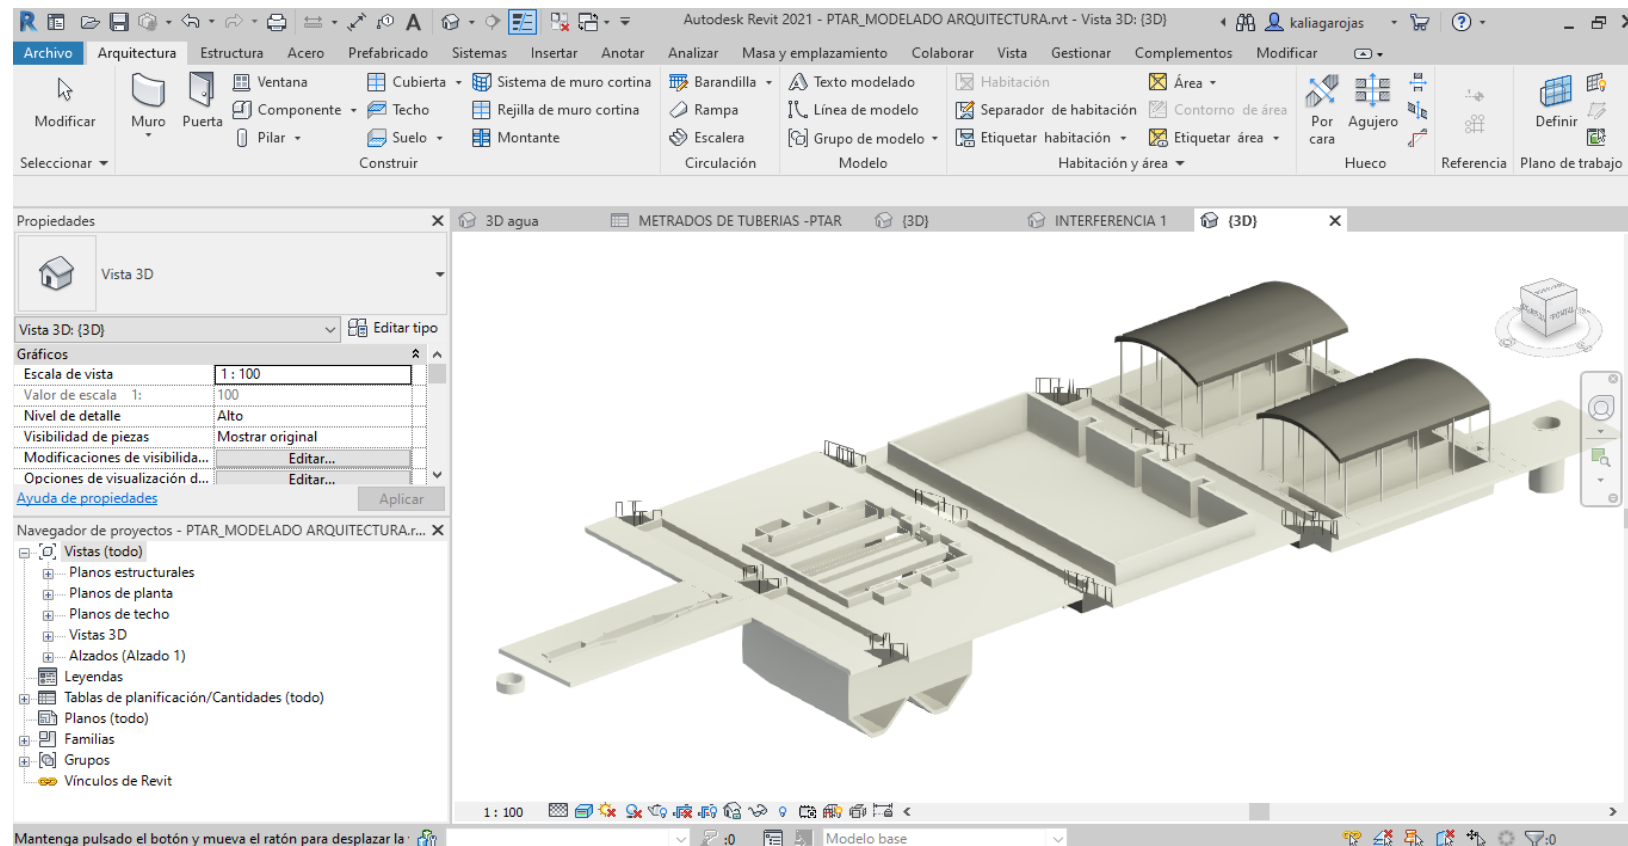 Autodesk Revit 2021 - PTAR_MODELADO ARQUITECTURA.rvt - Vista 3D: {3D}
kaliagarojas
Archivo Arquitectura Estructura Acero Prefabricado Sistemas Insertar Anotar Analizar Masa y emplazamiento Colaborar Vista Gestionar Complementos Modificar
Ventana Cubierta Sistema de muro cortina Barandilla Texto modelado Habitación Área
Componente Techo Rejilla de muro cortina Rampa Línea de modelo Separador de habitación Contorno de área
Modificar Muro Puerta Por cara Agujero Definir
Pilar Suelo Montante Escalera Grupo de modelo Etiquetar habitación Etiquetar área
Seleccionar Construir Circulación Modelo Habitación y área Hueco Referencia Plano de trabajo
Propiedades
3D agua METRADOS DE TUBERIAS -PTAR {3D} INTERFERENCIA 1 {3D}
Vista 3D
Vista 3D: {3D} Editar tipo
Gráficos
Escala de vista 1 : 100
Valor de escala 1: 100
Nivel de detalle Alto
Visibilidad de piezas Mostrar original
Modificaciones de visibilida... Editar...
Opciones de visualización d... Editar...
Ayuda de propiedades Aplicar
Navegador de proyectos - PTAR_MODELADO ARQUITECTURA.r...
Vistas (todo)
Planos estructurales
Planos de planta
Planos de techo
Vistas 3D
Alzados (Alzado 1)
Leyendas
Tablas de planificación/Cantidades (todo)
Planos (todo)
Familias
Grupos
Vínculos de Revit
1 : 100
Mantenga pulsado el botón y mueva el ratón para desplazar la
:0 Modelo base :0